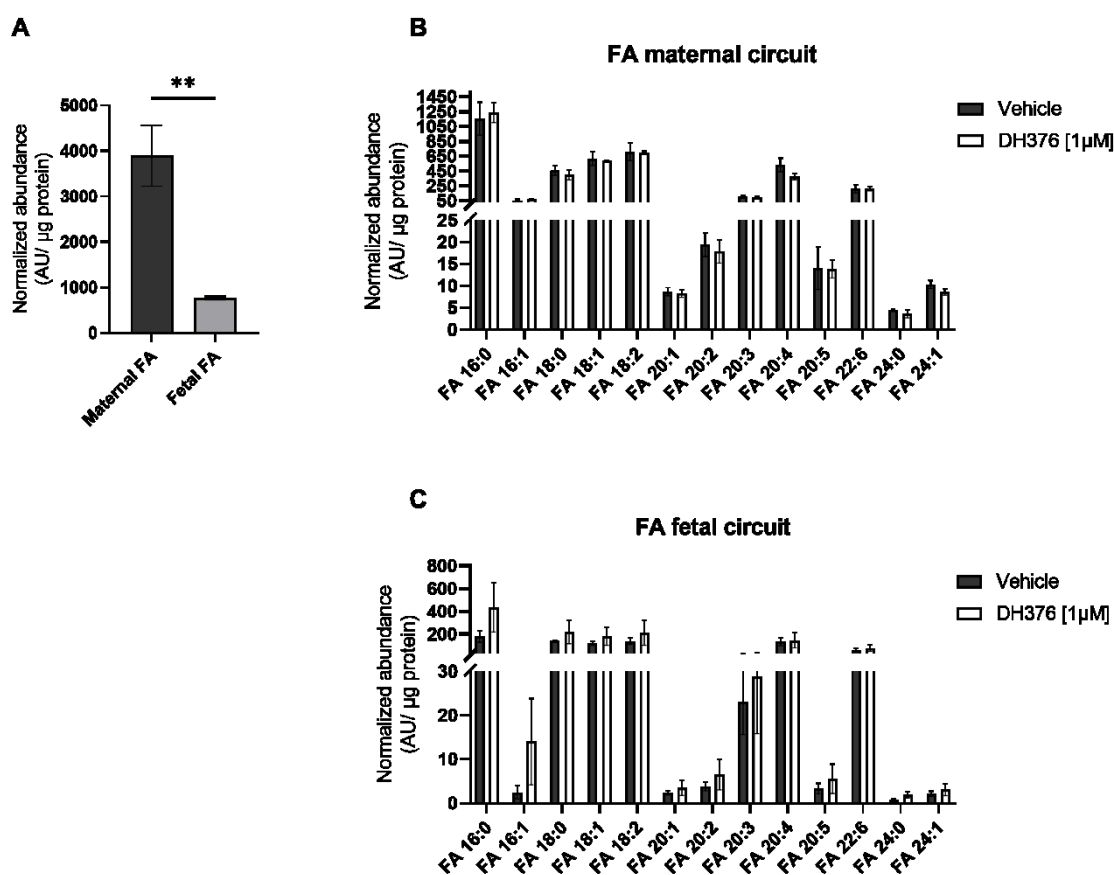 A
**
Normalized abundance
(AU/ µg protein)
5000
4000
3000
2000
1000
0
Maternal FA
Fetal FA
B
FA maternal circuit
Vehicle
DH376 [1µM]
Normalized abundance
(AU/ µg protein)
1450
1250
1050
850
650
450
250
50
25
20
15
10
5
0
FA 16:0
FA 16:1
FA 18:0
FA 18:1
FA 18:2
FA 20:1
FA 20:2
FA 20:3
FA 20:4
FA 20:5
FA 22:6
FA 24:0
FA 24:1
C
FA fetal circuit
Vehicle
DH376 [1µM]
Normalized abundance
(AU/ µg protein)
800
600
400
200
30
20
10
0
FA 16:0
FA 16:1
FA 18:0
FA 18:1
FA 18:2
FA 20:1
FA 20:2
FA 20:3
FA 20:4
FA 20:5
FA 22:6
FA 24:0
FA 24:1